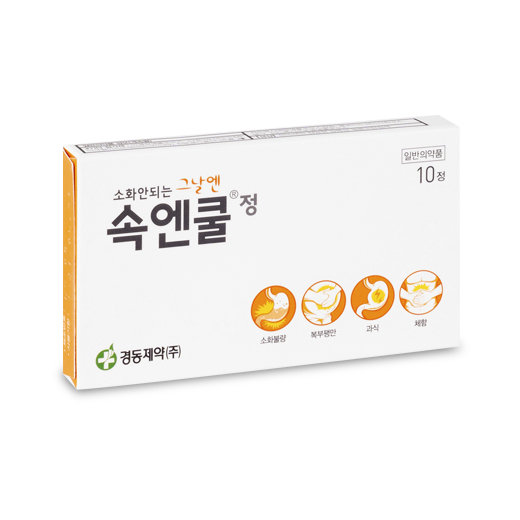 일반의약품
10정
소화안되는 그날엔
속엔쿨®정
소화불량
복부팽만
과식
체함
경동제약(주)